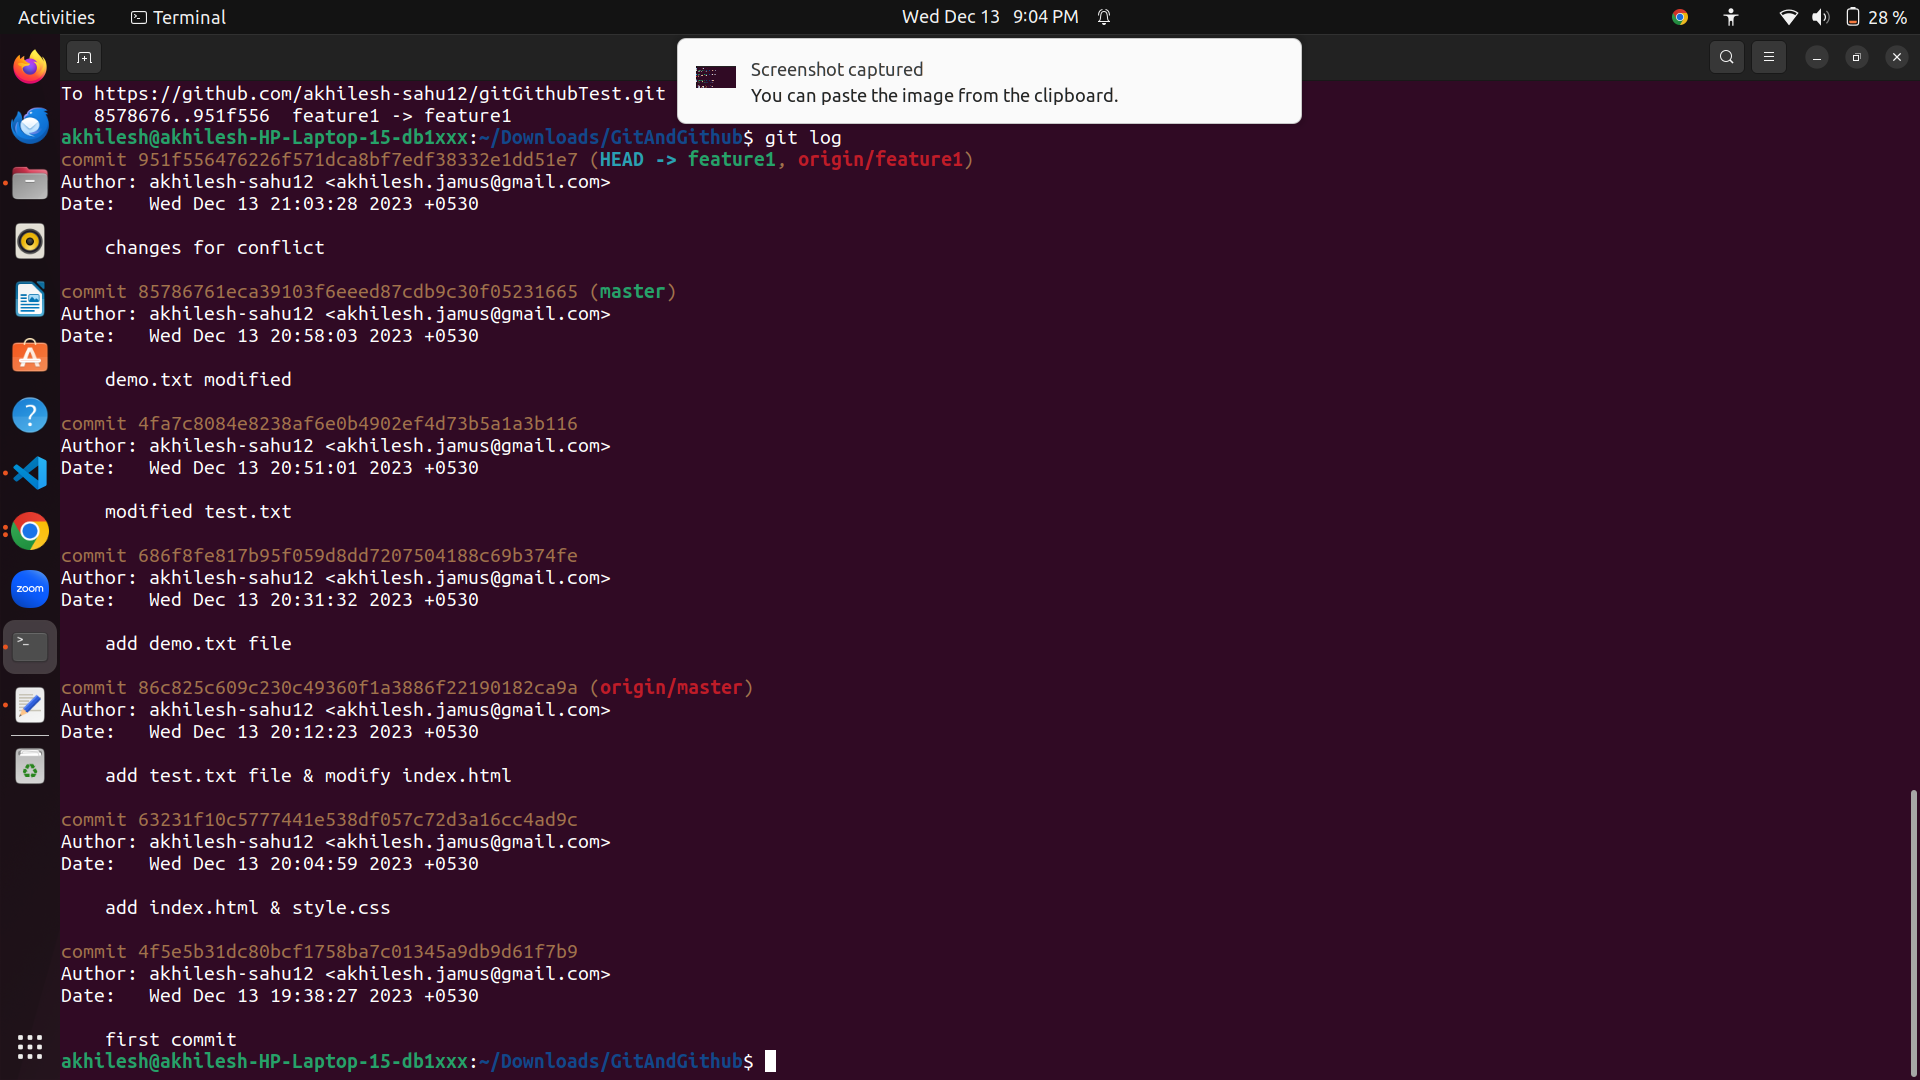 Activities Terminal Wed Dec 13 9:04 PM 28 %
Screenshot captured
You can paste the image from the clipboard.
To https://github.com/akhilesh-sahu12/gitGithubTest.git
8578676..951f556 feature1 -> feature1
akhilesh@akhilesh-HP-Laptop-15-db1xxx:~/Downloads/GitAndGithub$ git log
commit 951f556476226f571dca8bf7edf38332e1dd51e7 (HEAD -> feature1, origin/feature1)
Author: akhilesh-sahu12 <akhilesh.jamus@gmail.com>
Date: Wed Dec 13 21:03:28 2023 +0530
changes for conflict
commit 85786761eca39103f6eeed87cdb9c30f05231665 (master)
Author: akhilesh-sahu12 <akhilesh.jamus@gmail.com>
Date: Wed Dec 13 20:58:03 2023 +0530
demo.txt modified
commit 4fa7c8084e8238af6e0b4902ef4d73b5a1a3b116
Author: akhilesh-sahu12 <akhilesh.jamus@gmail.com>
Date: Wed Dec 13 20:51:01 2023 +0530
modified test.txt
commit 686f8fe817b95f059d8dd7207504188c69b374fe
Author: akhilesh-sahu12 <akhilesh.jamus@gmail.com>
Date: Wed Dec 13 20:31:32 2023 +0530
add demo.txt file
commit 86c825c609c230c49360f1a3886f22190182ca9a (origin/master)
Author: akhilesh-sahu12 <akhilesh.jamus@gmail.com>
Date: Wed Dec 13 20:12:23 2023 +0530
add test.txt file & modify index.html
commit 63231f10c5777441e538df057c72d3a16cc4ad9c
Author: akhilesh-sahu12 <akhilesh.jamus@gmail.com>
Date: Wed Dec 13 20:04:59 2023 +0530
add index.html & style.css
commit 4f5e5b31dc80bcf1758ba7c01345a9db9d61f7b9
Author: akhilesh-sahu12 <akhilesh.jamus@gmail.com>
Date: Wed Dec 13 19:38:27 2023 +0530
first commit
akhilesh@akhilesh-HP-Laptop-15-db1xxx:~/Downloads/GitAndGithub$
zoom